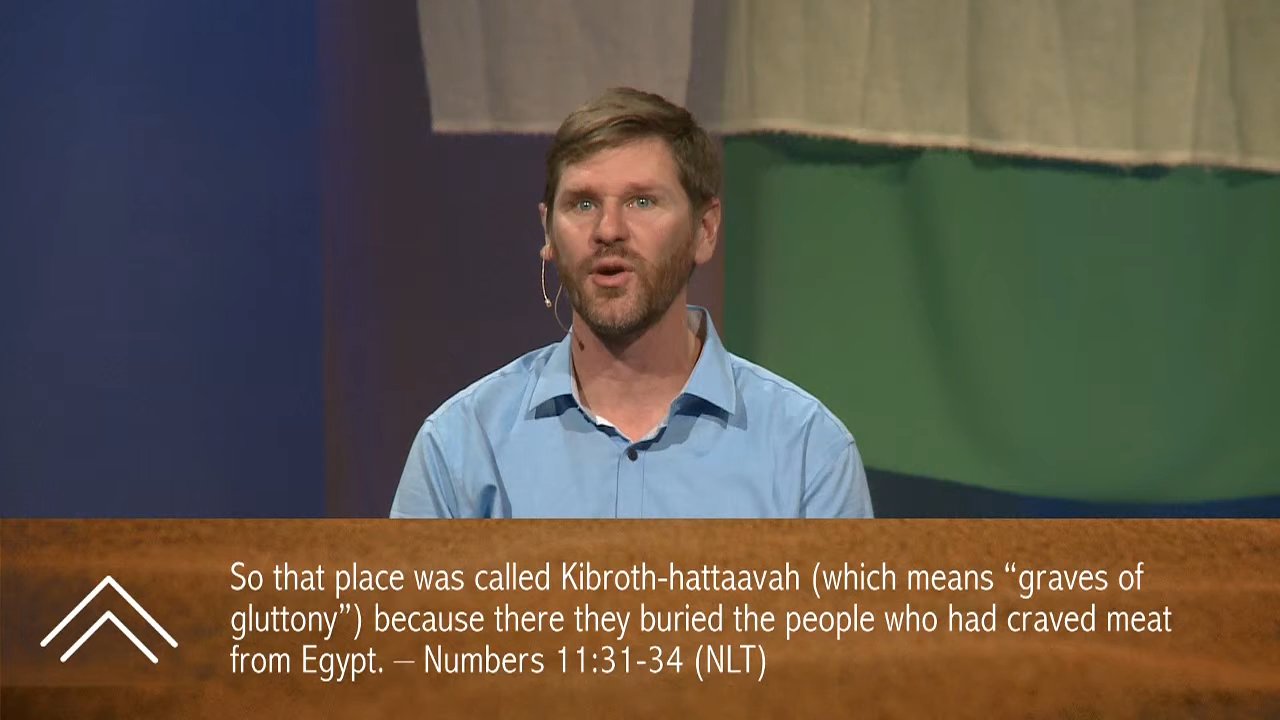 So that place was called Kibroth-hattaavah (which means “graves of
gluttony”) because there they buried the people who had craved meat
from Egypt. — Numbers 11:31-34 (NLT)